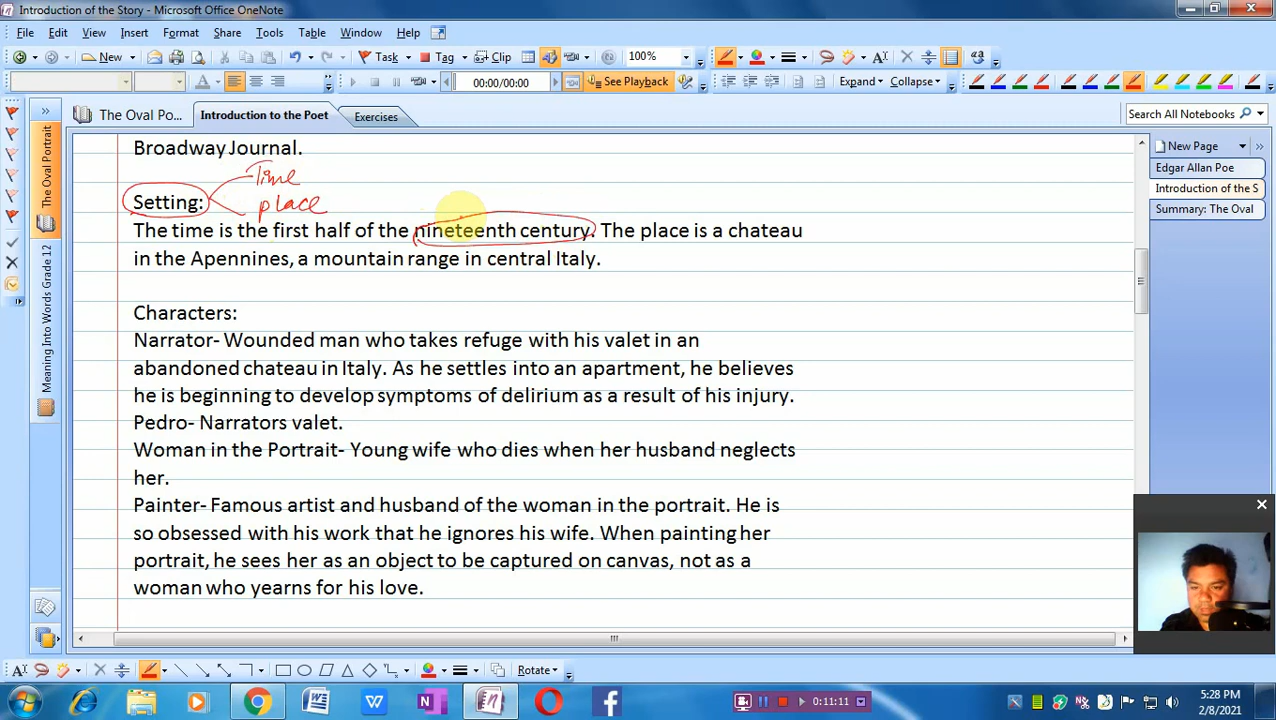 Introduction of the Story - Microsoft Office OneNote
File Edit View Insert Format Share Tools Table Window Help
New Task Tag Clip 100%
00:00/00:00 See Playback Expand Collapse
The Oval Po... Introduction to the Poet Exercises Search All Notebooks
The Oval Portrait
Meaning Into Words Grade 12
New Page
Edgar Allan Poe
Introduction of the S
Summary: The Oval
Broadway Journal.
Time
Setting:
place
The time is the first half of the nineteenth century. The place is a chateau
in the Apennines, a mountain range in central Italy.
Characters:
Narrator- Wounded man who takes refuge with his valet in an
abandoned chateau in Italy. As he settles into an apartment, he believes
he is beginning to develop symptoms of delirium as a result of his injury.
Pedro- Narrators valet.
Woman in the Portrait- Young wife who dies when her husband neglects
her.
Painter- Famous artist and husband of the woman in the portrait. He is
so obsessed with his work that he ignores his wife. When painting her
portrait, he sees her as an object to be captured on canvas, not as a
woman who yearns for his love.
Rotate
0:11:11
5:28 PM
2/8/2021